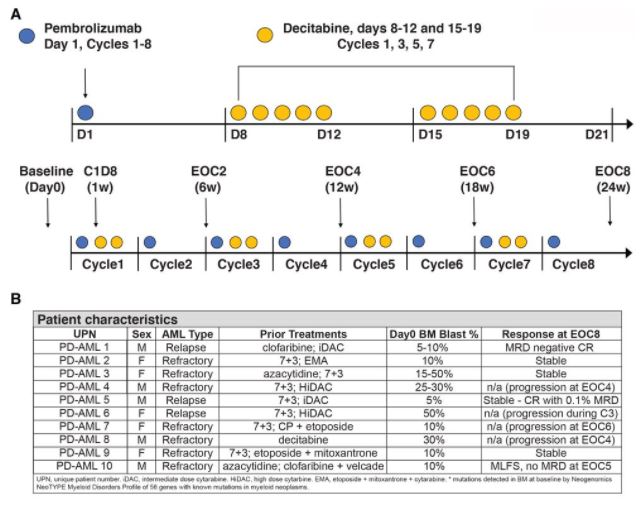 A
Pembrolizumab
Day 1, Cycles 1-8
Decitabine, days 8-12 and 15-19
Cycles 1, 3, 5, 7
D1 D8 D12 D15 D19 D21
Baseline C1D8 EOC2 EOC4 EOC6 EOC8
(Day0) (1w) (6w) (12w) (18w) (24w)
Cycle1 Cycle2 Cycle3 Cycle4 Cycle5 Cycle6 Cycle7 Cycle8
B
Patient characteristics
UPN Sex AML Type Prior Treatments Day0 BM Blast % Response at EOC8
PD-AML 1 M Relapse clofaribine; iDAC 5-10% MRD negative CR
PD-AML 2 F Refractory 7+3; EMA 10% Stable
PD-AML 3 F Refractory azacytidine; 7+3 15-50% Stable
PD-AML 4 M Refractory 7+3; HiDAC 25-30% n/a (progression at EOC4)
PD-AML 5 M Relapse 7+3; iDAC 5% Stable - CR with 0.1% MRD
PD-AML 6 F Relapse 7+3; HiDAC 50% n/a (progression during C3)
PD-AML 7 F Refractory 7+3; CP + etoposide 10% n/a (progression at EOC6)
PD-AML 8 M Refractory decitabine 30% n/a (progression at EOC4)
PD-AML 9 F Refractory 7+3; etoposide + mitoxantrone 10% Stable
PD-AML 10 M Refractory azacytidine; clofaribine + velcade 10% MLFS, no MRD at EOC5
UPN, unique patient number. iDAC, intermediate dose cytarabine. HiDAC, high dose cytarbine. EMA, etoposide + mitoxantrone + cytarabine. * mutations detected in BM at baseline by Neogenomics
NeoTYPE Myeloid Disorders Profile of 56 genes with known mutations in myeloid neoplasms.